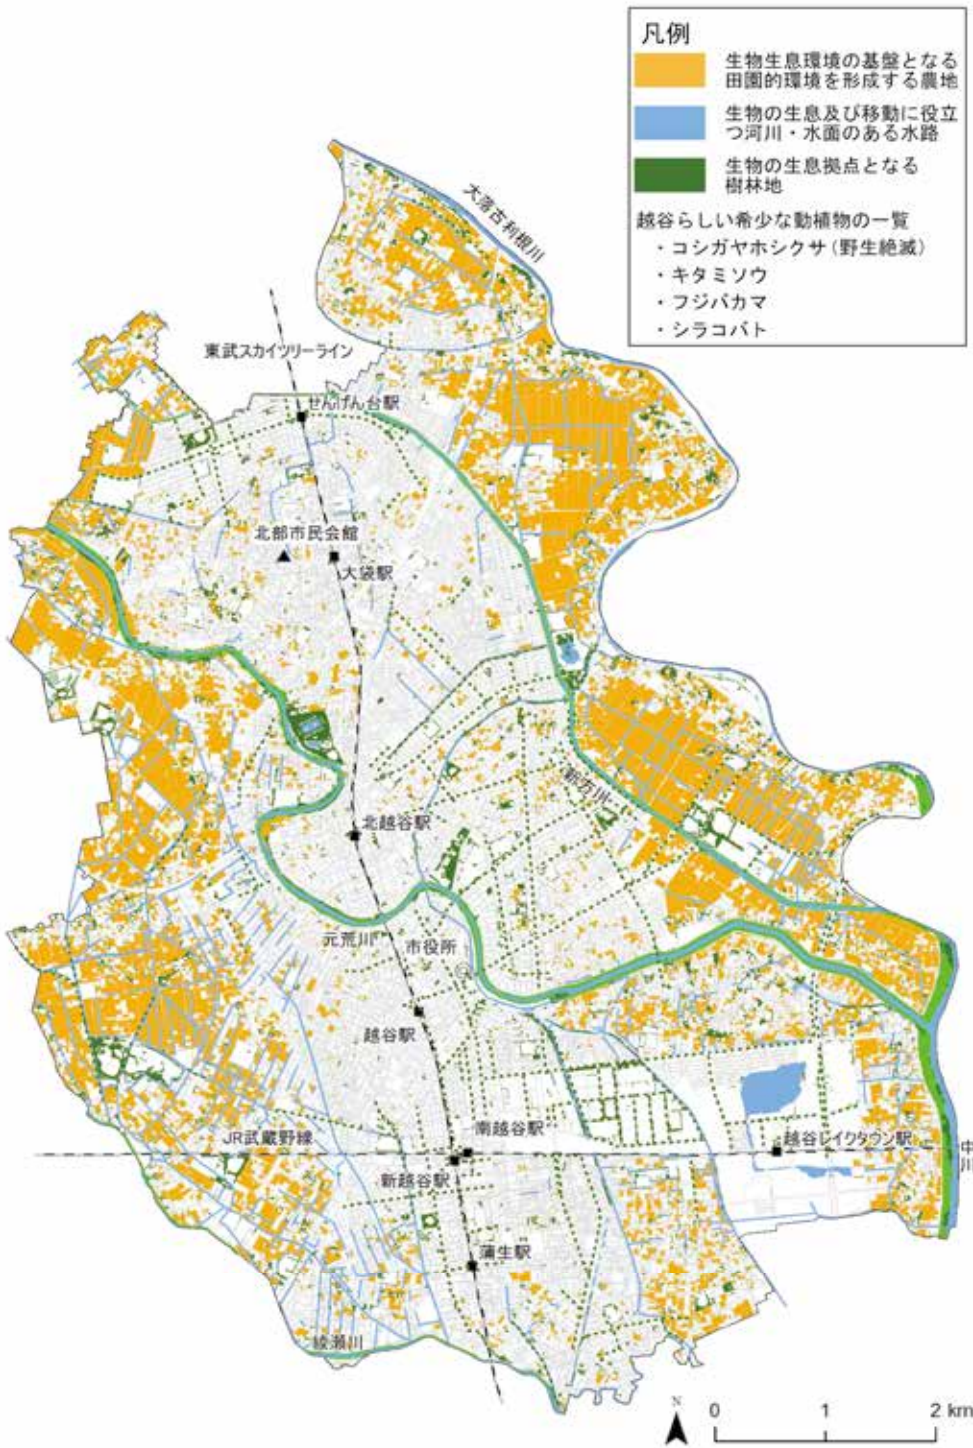 凡例
生物生息環境の基盤となる
田園的環境を形成する農地
生物の生息及び移動に役立
つ河川・水面のある水路
生物の生息拠点となる
樹林地
越谷らしい希少な動植物の一覧
・コシガヤホシクサ(野生絶滅)
・キタミソウ
・フジバカマ
・シラコバト
大落古利根川
東武スカイツリーライン
せんげん台駅
北部市民会館
大袋駅
新方川
北越谷駅
元荒川
市役所
越谷駅
南越谷駅
JR武蔵野線
越谷レイクタウン駅
中川
新越谷駅
蒲生駅
綾瀬川
N
0 1 2 km